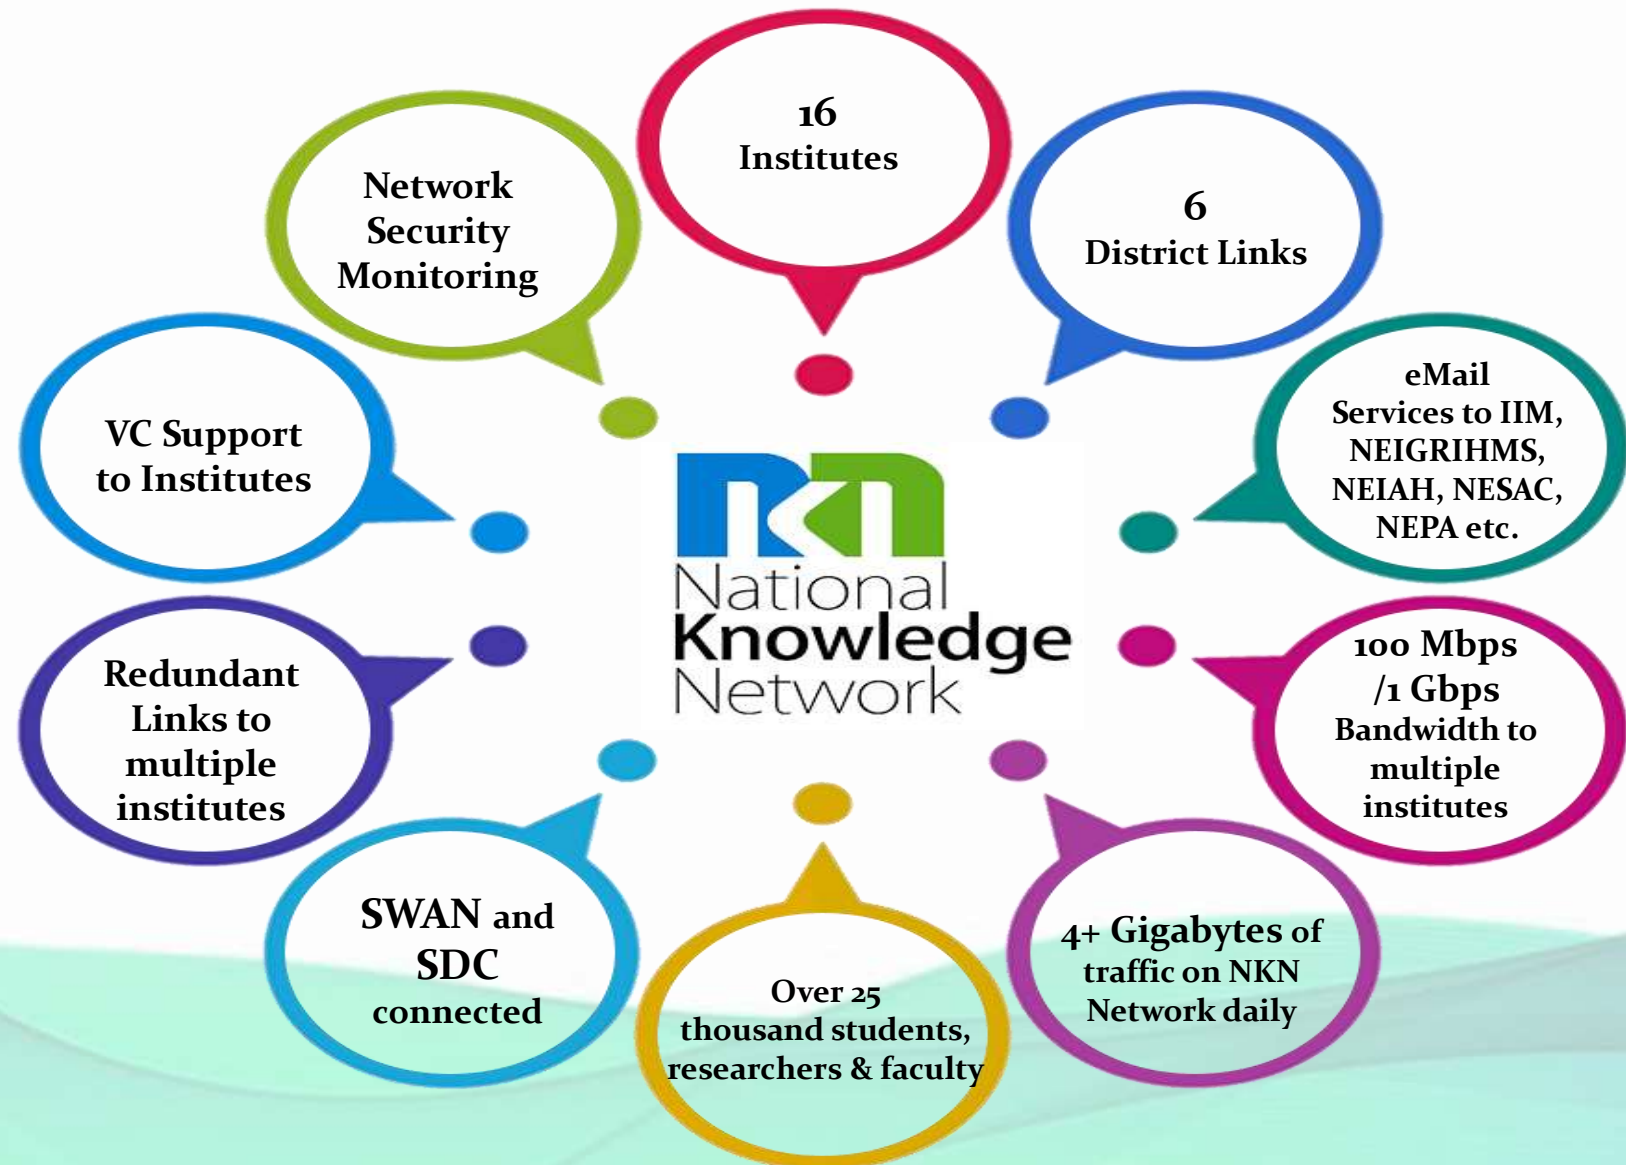 16
Institutes
6
District Links
eMail
Services to IIM,
NEIGRIHMS,
NEIAH, NESAC,
NEPA etc.
100 Mbps
/1 Gbps
Bandwidth to
multiple
institutes
4+ Gigabytes of
traffic on NKN
Network daily
Over 25
thousand students,
researchers & faculty
SWAN and
SDC
connected
Redundant
Links to
multiple
institutes
VC Support
to Institutes
Network
Security
Monitoring
nkn
National
Knowledge
Network